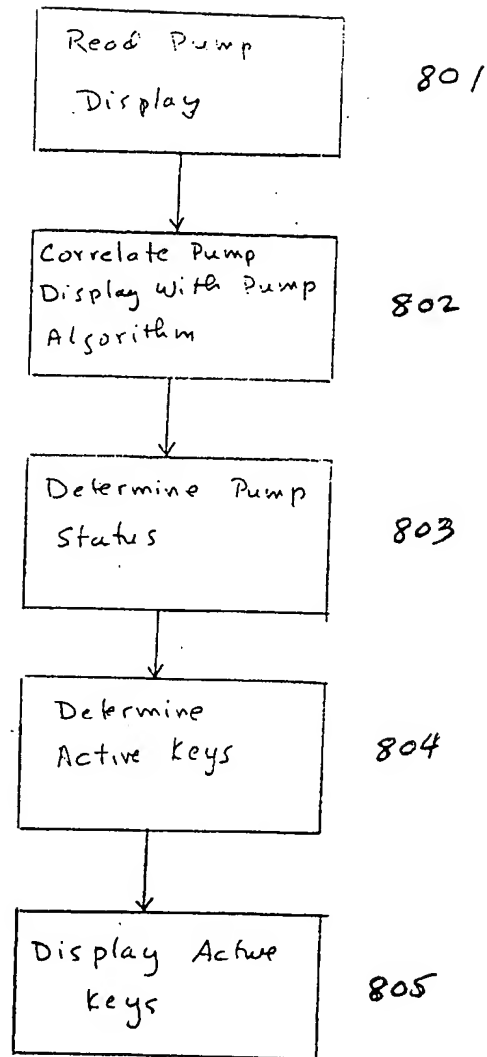 Read Pump
Display
801
Correlate Pump
Display with Pump
Algorithm
802
Determine Pump
Status
803
Determine
Active Keys
804
Display Active
Keys
805